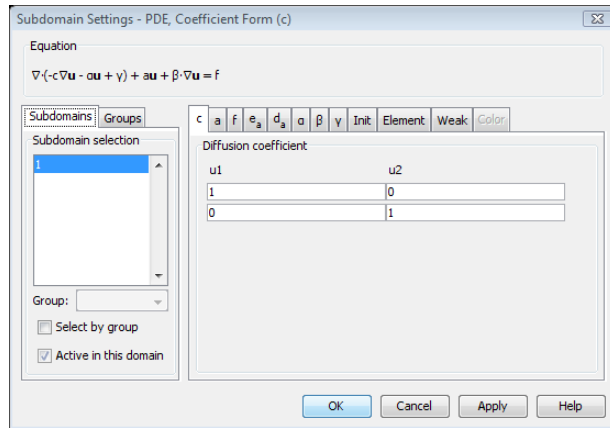 Subdomain Settings - PDE, Coefficient Form (c)
Equation
∇·(-c∇u - αu + γ) + au + β·∇u = f
Subdomains Groups
c a f eₐ dₐ α β γ Init Element Weak Color
Subdomain selection
1
Group:
Select by group
Active in this domain
Diffusion coefficient
u1 u2
1 0
0 1
OK Cancel Apply Help